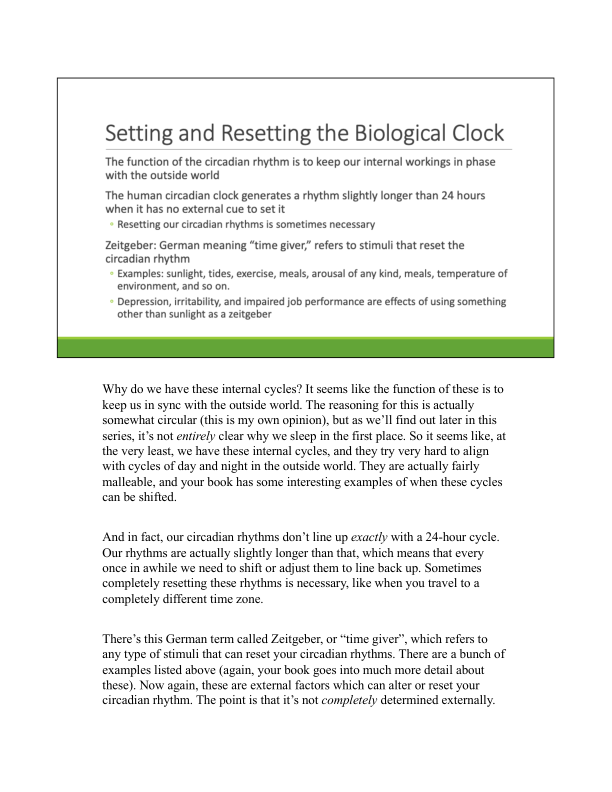 Setting and Resetting the Biological Clock
The function of the circadian rhythm is to keep our internal workings in phase
with the outside world
The human circadian clock generates a rhythm slightly longer than 24 hours
when it has no external cue to set it
▪ Resetting our circadian rhythms is sometimes necessary
Zeitgeber: German meaning “time giver,” refers to stimuli that reset the
circadian rhythm
▪ Examples: sunlight, tides, exercise, meals, arousal of any kind, meals, temperature of
environment, and so on.
▪ Depression, irritability, and impaired job performance are effects of using something
other than sunlight as a zeitgeber
Why do we have these internal cycles? It seems like the function of these is to
keep us in sync with the outside world. The reasoning for this is actually
somewhat circular (this is my own opinion), but as we’ll find out later in this
series, it’s not entirely clear why we sleep in the first place. So it seems like, at
the very least, we have these internal cycles, and they try very hard to align
with cycles of day and night in the outside world. They are actually fairly
malleable, and your book has some interesting examples of when these cycles
can be shifted.
And in fact, our circadian rhythms don’t line up exactly with a 24-hour cycle.
Our rhythms are actually slightly longer than that, which means that every
once in awhile we need to shift or adjust them to line back up. Sometimes
completely resetting these rhythms is necessary, like when you travel to a
completely different time zone.
There’s this German term called Zeitgeber, or “time giver”, which refers to
any type of stimuli that can reset your circadian rhythms. There are a bunch of
examples listed above (again, your book goes into much more detail about
these). Now again, these are external factors which can alter or reset your
circadian rhythm. The point is that it’s not completely determined externally.